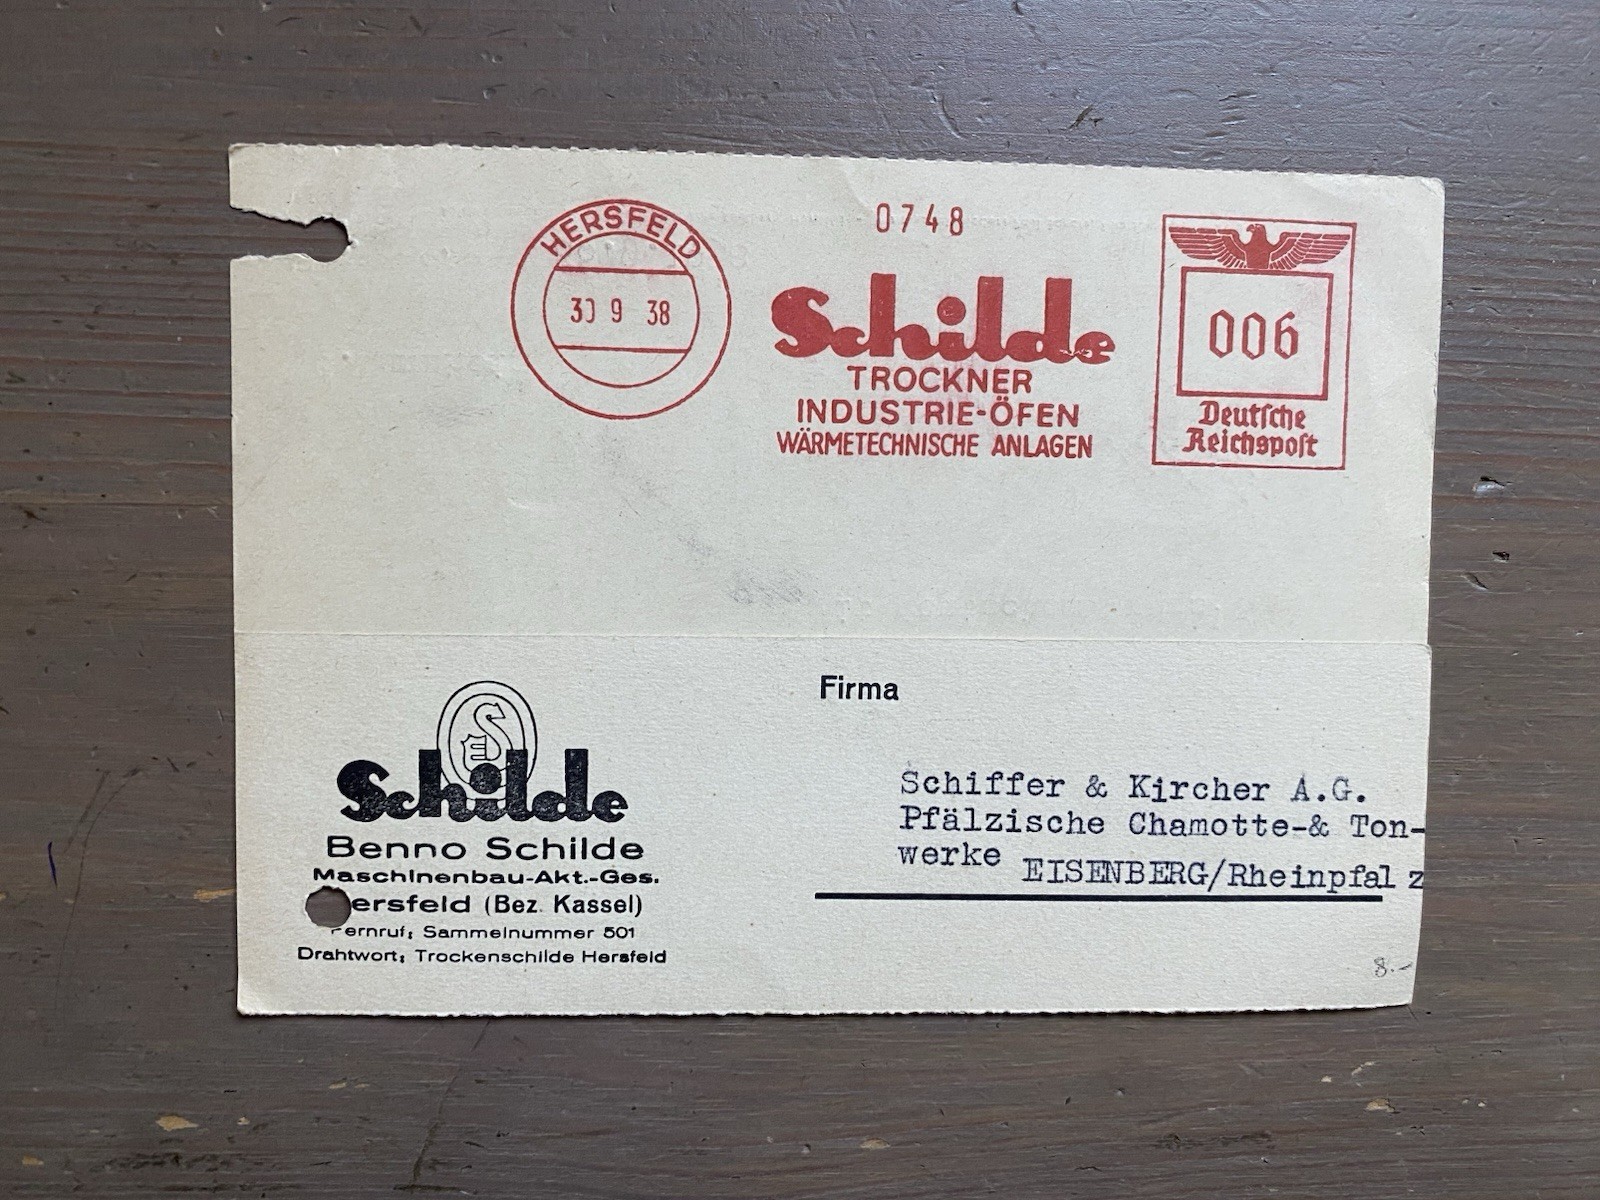 HERSFELD
30 9 38
0748
Schilde
TROCKNER
INDUSTRIE-ÖFEN
WÄRMETECHNISCHE ANLAGEN
006
Deutsche
Reichspost
Firma
Schiffer & Kircher A.G.
Pfälzische Chamotte-& Ton-
werke EISENBERG/Rheinpfalz
Schilde
Benno Schilde
Maschinenbau-Akt.-Ges.
ersfeld (Bez. Kassel)
Fernruf: Sammelnummer 501
Drahtwort: Trockenschilde Hersfeld
8.-